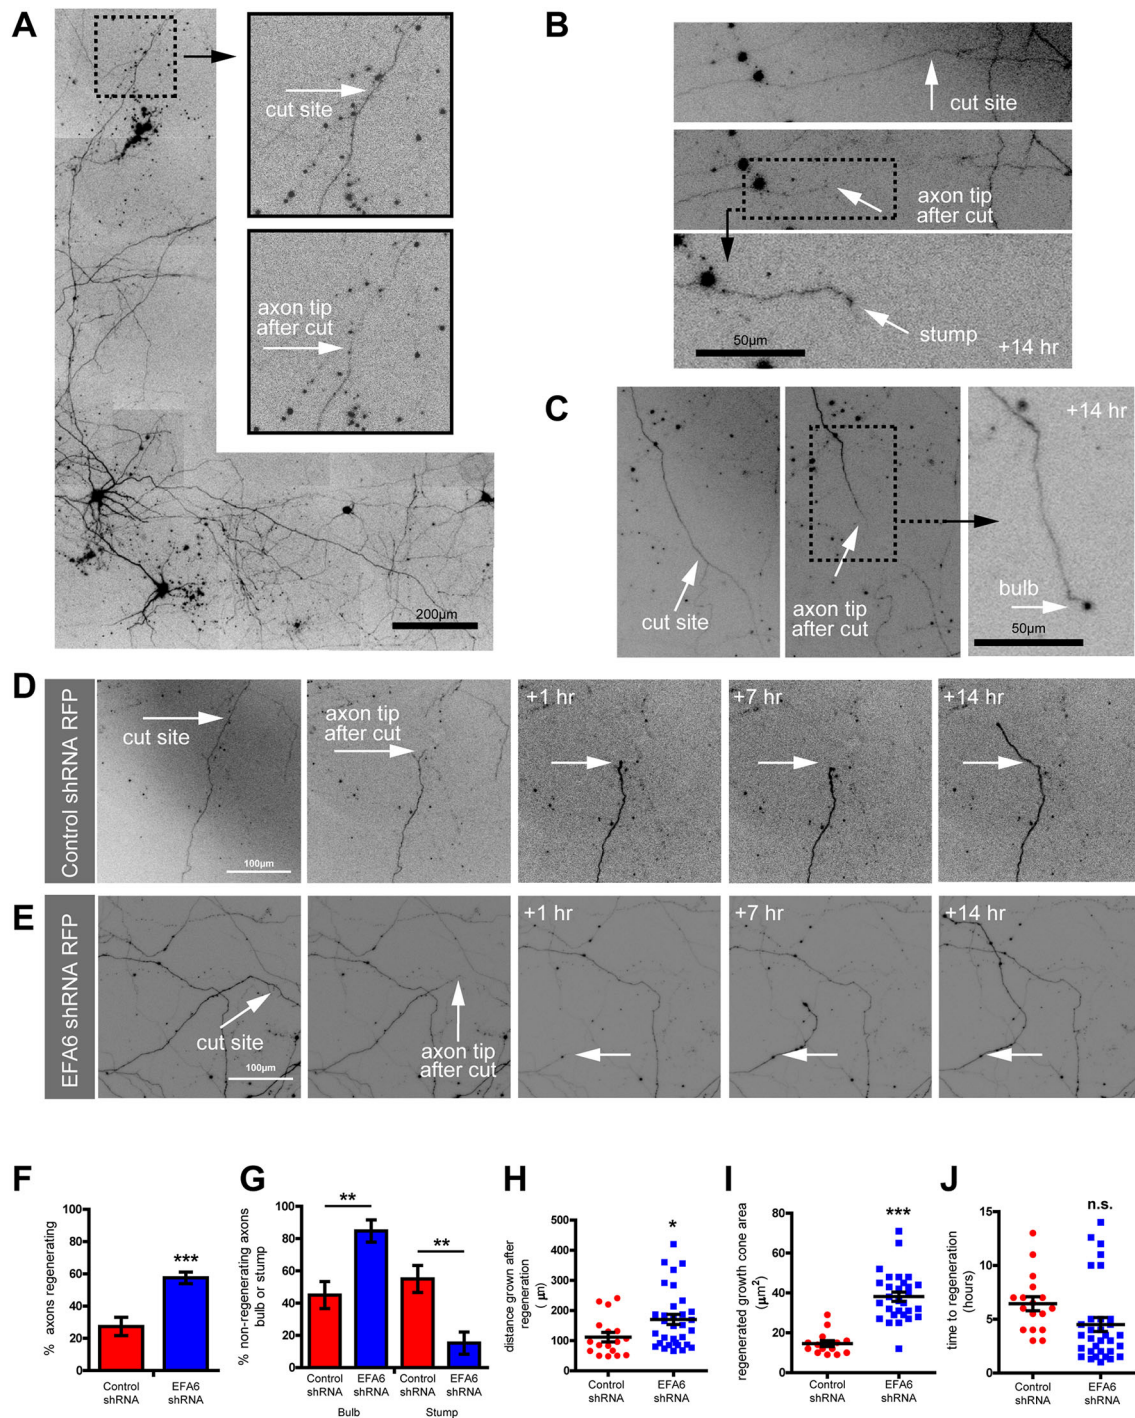 A
cut site
axon tip
after cut
200μm
B
cut site
axon tip
after cut
stump
50μm
+14 hr
C
cut site
axon tip
after cut
+14 hr
bulb
50μm
D
Control shRNA RFP
cut site
100μm
axon tip
after cut
+1 hr
+7 hr
+14 hr
E
EFA6 shRNA RFP
cut site
100μm
axon tip
after cut
+1 hr
+7 hr
+14 hr
F
% axons regenerating
100
80
60
40
20
0
***
Control
shRNA
EFA6
shRNA
G
% non-regenerating axons
bulb or stump
100
80
60
40
20
0
**
**
Control
shRNA
EFA6
shRNA
Control
shRNA
EFA6
shRNA
Bulb
Stump
H
distance grown after
regeneration
( μm)
500
400
300
200
100
0
*
Control
shRNA
EFA6
shRNA
I
regenerated growth cone area
(μm²)
80
60
40
20
0
***
Control
shRNA
EFA6
shRNA
J
time to regeneration
(hours)
15
10
5
0
n.s.
Control
shRNA
EFA6
shRNA